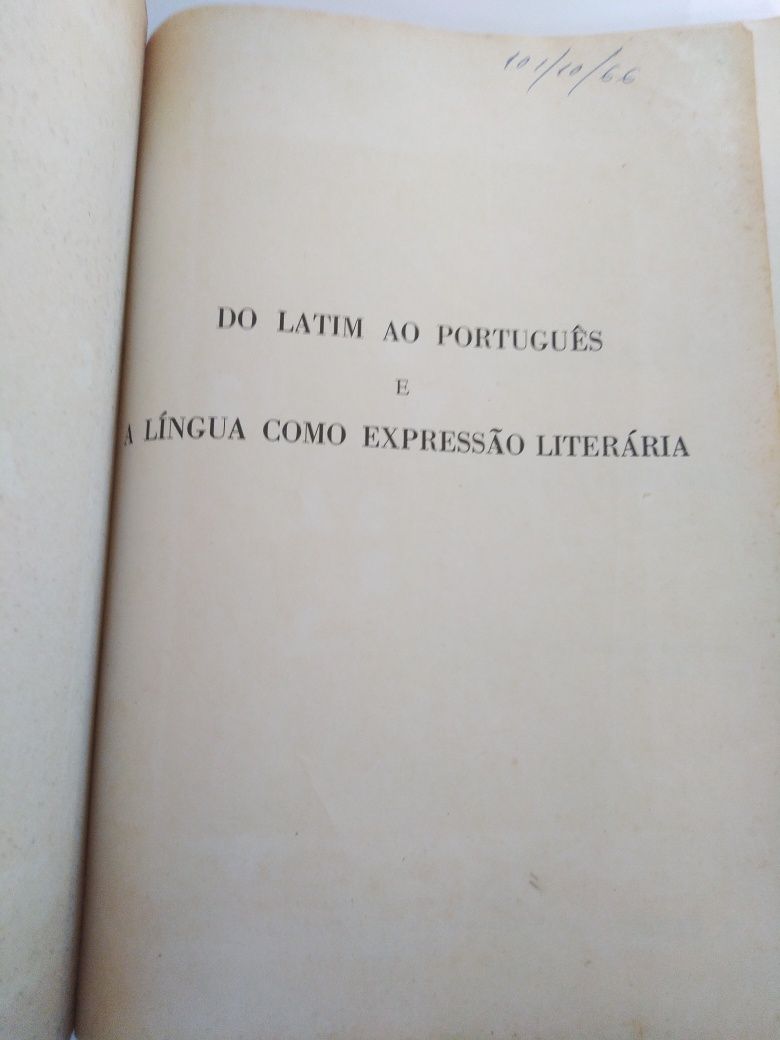 101/10/66
DO LATIM AO PORTUGUÊS
E
A LÍNGUA COMO EXPRESSÃO LITERÁRIA